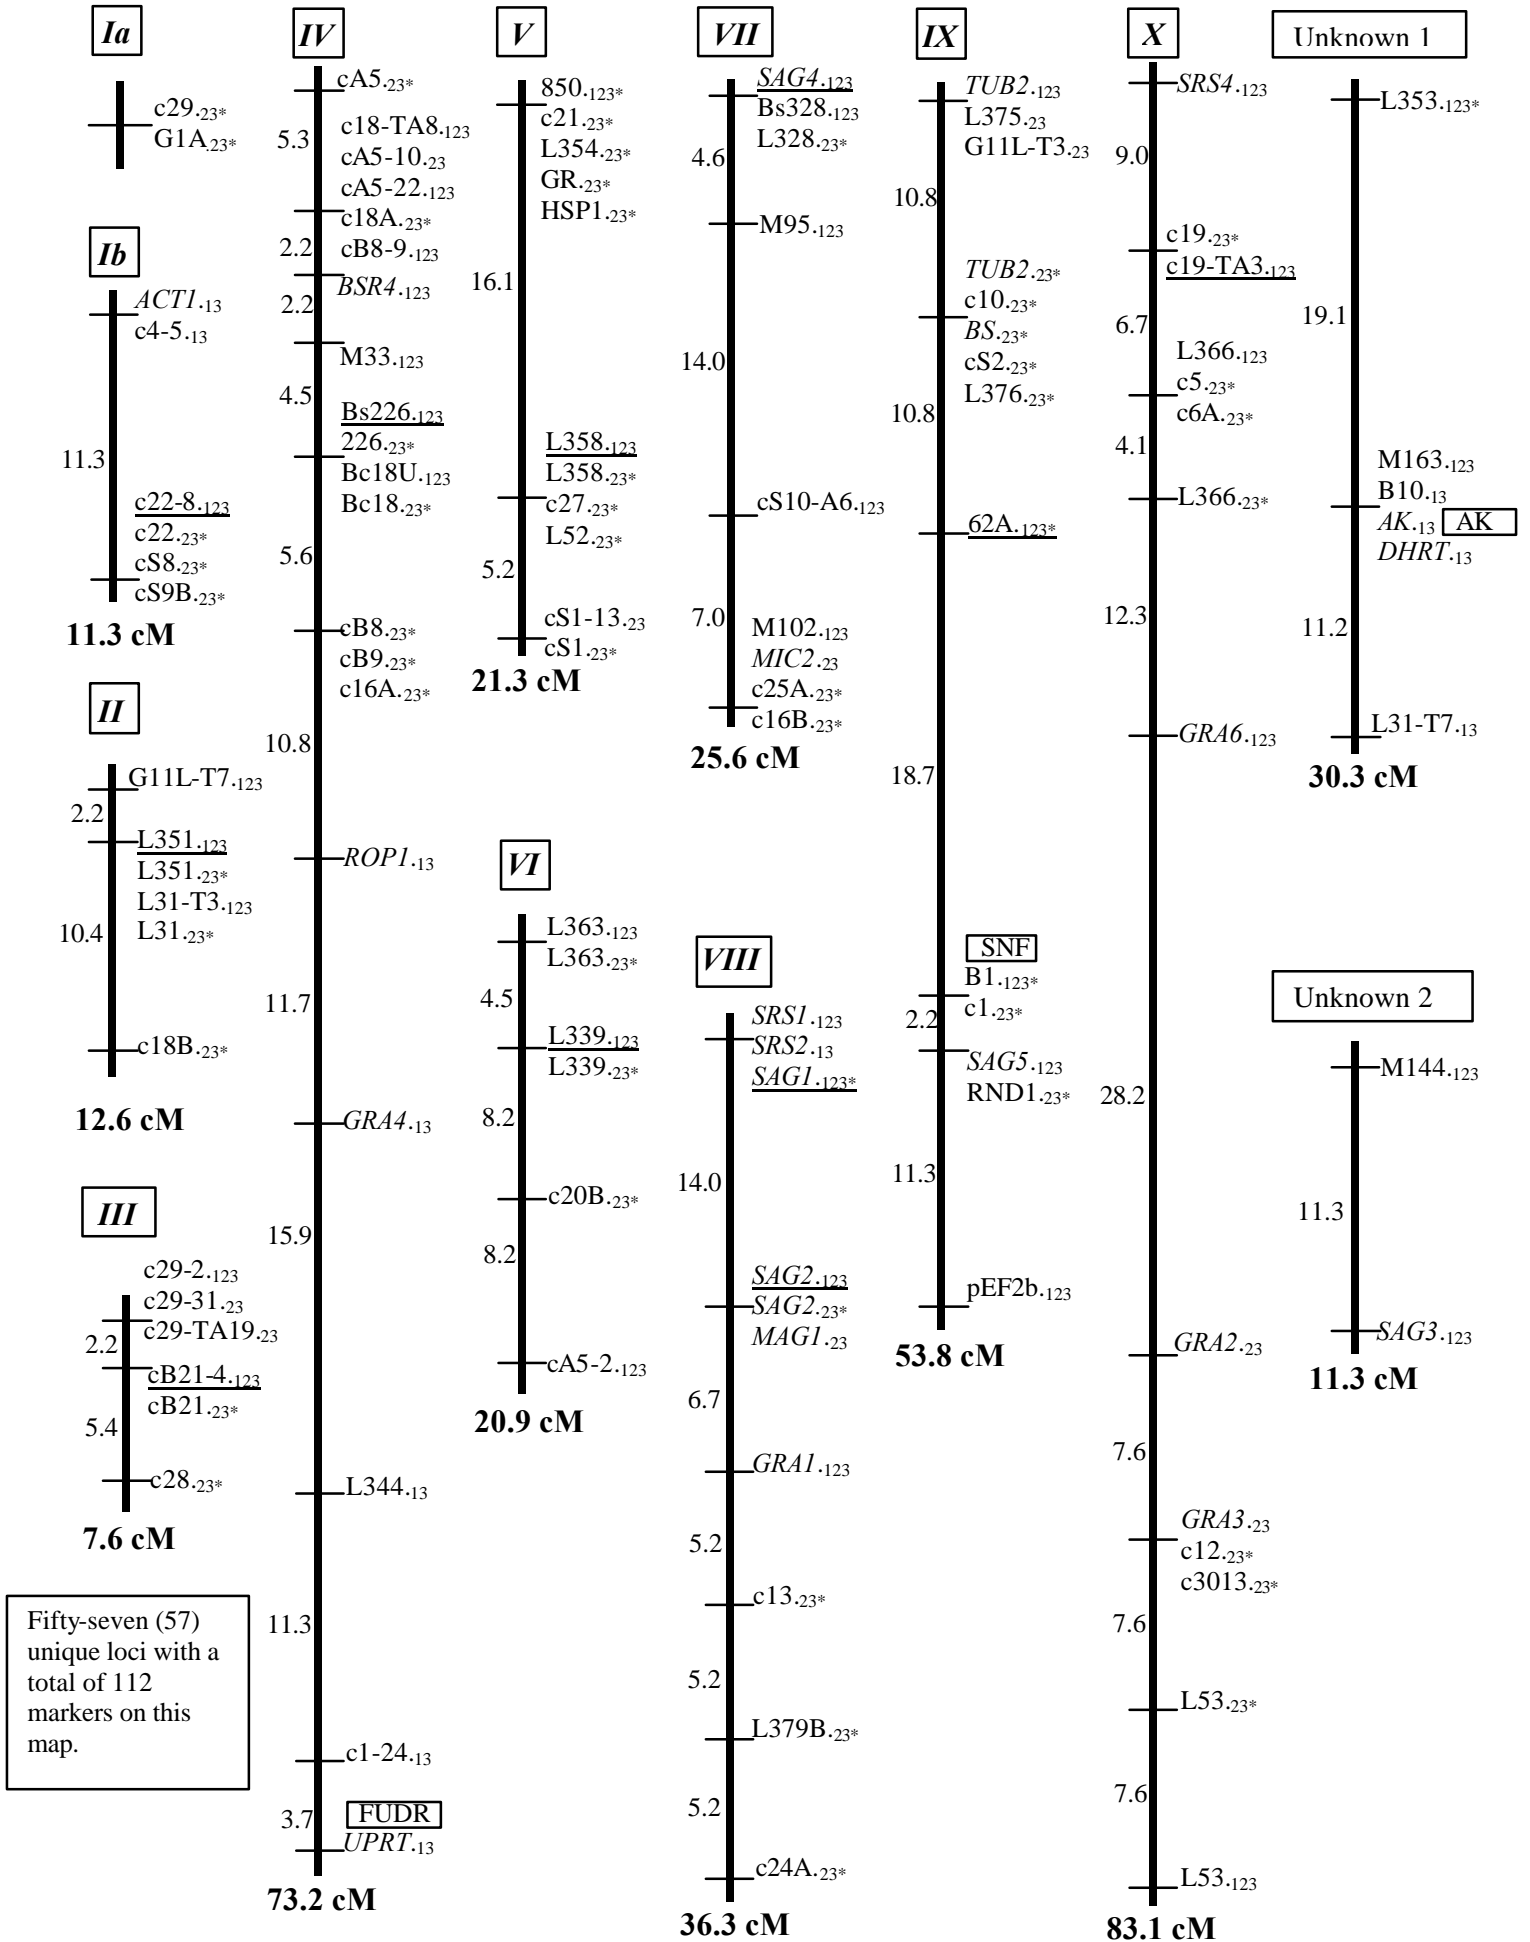 Ia
c29.23*
G1A.23*
Ib
ACT1.13
c4-5.13
11.3
c22-8.123
c22.23*
cS8.23*
cS9B.23*
11.3 cM
II
G11L-T7.123
2.2
L351.123
L351.23*
L31-T3.123
L31.23*
10.4
c18B.23*
12.6 cM
III
c29-2.123
c29-31.23
c29-TA19.23
2.2
cB21-4.123
cB21.23*
5.4
c28.23*
7.6 cM
Fifty-seven (57)
unique loci with a
total of 112
markers on this
map.
IV
cA5.23*
5.3
c18-TA8.123
cA5-10.23
cA5-22.123
c18A.23*
cB8-9.123
2.2
BSR4.123
2.2
M33.123
4.5
Bs226.123
226.23*
Bc18U.123
Bc18.23*
5.6
cB8.23*
cB9.23*
c16A.23*
10.8
ROP1.13
11.7
GRA4.13
15.9
L344.13
11.3
c1-24.13
3.7
FUDR
UPRT.13
73.2 cM
V
850.123*
c21.23*
L354.23*
GR.23*
HSP1.23*
16.1
L358.123
L358.23*
c27.23*
L52.23*
5.2
cS1-13.23
cS1.23*
21.3 cM
VI
L363.123
L363.23*
4.5
L339.123
L339.23*
8.2
c20B.23*
8.2
cA5-2.123
20.9 cM
VII
SAG4.123
Bs328.123
L328.23*
4.6
M95.123
14.0
cS10-A6.123
7.0
M102.123
MIC2.23
c25A.23*
c16B.23*
25.6 cM
VIII
SRS1.123
SRS2.13
SAG1.123*
14.0
SAG2.123
SAG2.23*
MAG1.23
6.7
GRA1.123
5.2
c13.23*
5.2
L379B.23*
5.2
c24A.23*
36.3 cM
IX
TUB2.123
L375.23
G11L-T3.23
10.8
TUB2.23*
c10.23*
BS.23*
cS2.23*
L376.23*
10.8
62A.123*
18.7
SNF
B1.123*
c1.23*
2.2
SAG5.123
RND1.23*
11.3
pEF2b.123
53.8 cM
X
SRS4.123
9.0
c19.23*
c19-TA3.123
6.7
L366.123
c5.23*
c6A.23*
4.1
L366.23*
12.3
GRA6.123
28.2
GRA2.23
7.6
GRA3.23
c12.23*
c3013.23*
7.6
L53.23*
7.6
L53.123
83.1 cM
Unknown 1
L353.123*
19.1
M163.123
B10.13
AK.13 AK
DHRT.13
11.2
L31-T7.13
30.3 cM
Unknown 2
M144.123
11.3
SAG3.123
11.3 cM